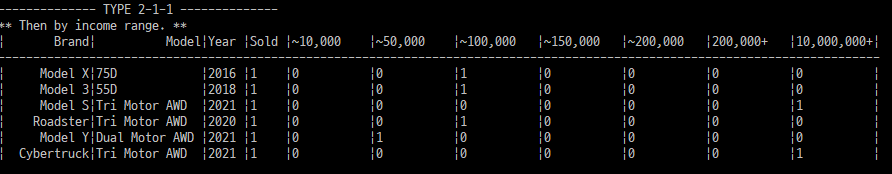 -------------- TYPE 2-1-1 --------------
** Then by income range. **
¦       Brand¦          Model¦Year ¦Sold ¦~10,000    ¦~50,000    ¦~100,000   ¦~150,000   ¦~200,000   ¦200,000+   ¦10,000,000+¦
-----------------------------------------------------------------------------------------------------------------------------
¦     Model X¦75D            ¦2016 ¦1    ¦0          ¦0          ¦1          ¦0          ¦0          ¦0          ¦0          ¦
¦     Model 3¦55D            ¦2018 ¦1    ¦0          ¦0          ¦1          ¦0          ¦0          ¦0          ¦0          ¦
¦     Model S¦Tri Motor AWD  ¦2021 ¦1    ¦0          ¦0          ¦0          ¦0          ¦0          ¦0          ¦1          ¦
¦    Roadster¦Tri Motor AWD  ¦2020 ¦1    ¦0          ¦0          ¦1          ¦0          ¦0          ¦0          ¦0          ¦
¦     Model Y¦Dual Motor AWD ¦2021 ¦1    ¦0          ¦1          ¦0          ¦0          ¦0          ¦0          ¦0          ¦
¦  Cybertruck¦Tri Motor AWD  ¦2021 ¦1    ¦0          ¦0          ¦0          ¦0          ¦0          ¦0          ¦1          ¦